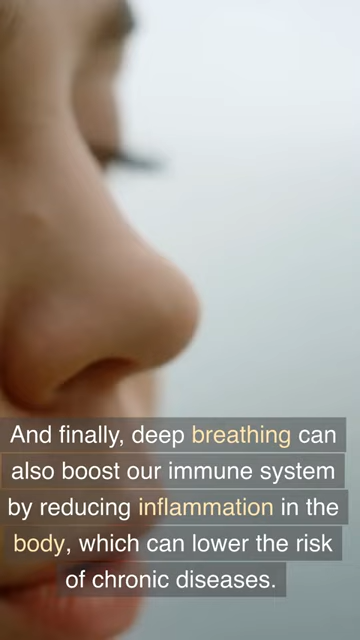 And finally, deep breathing can
also boost our immune system
by reducing inflammation in the
body, which can lower the risk
of chronic diseases.